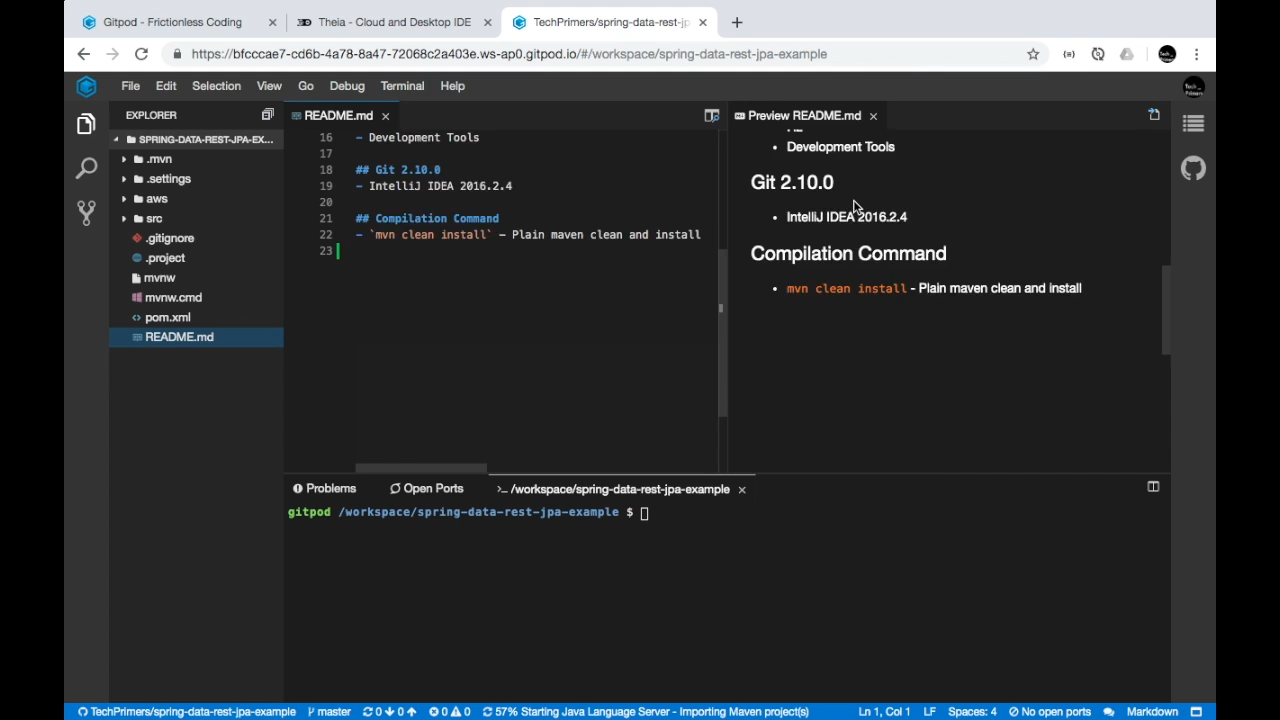 Gitpod - Frictionless Coding
Theia - Cloud and Desktop IDE
TechPrimers/spring-data-rest-jp
https://bfcccae7-cd6b-4a78-8a47-72068c2a403e.ws-ap0.gitpod.io/#/workspace/spring-data-rest-jpa-example
File Edit Selection View Go Debug Terminal Help
EXPLORER
SPRING-DATA-REST-JPA-EX...
.mvn
.settings
aws
src
.gitignore
.project
mvnw
mvnw.cmd
pom.xml
README.md
README.md
16 - Development Tools
17
18 ## Git 2.10.0
19 - IntelliJ IDEA 2016.2.4
20
21 ## Compilation Command
22 - `mvn clean install` - Plain maven clean and install
23
Preview README.md
• Development Tools
Git 2.10.0
• IntelliJ IDEA 2016.2.4
Compilation Command
• mvn clean install - Plain maven clean and install
Problems Open Ports >_ /workspace/spring-data-rest-jpa-example
gitpod /workspace/spring-data-rest-jpa-example $
TechPrimers/spring-data-rest-jpa-example master 0 0 0 0 57% Starting Java Language Server - Importing Maven project(s) Ln 1, Col 1 LF Spaces: 4 No open ports Markdown